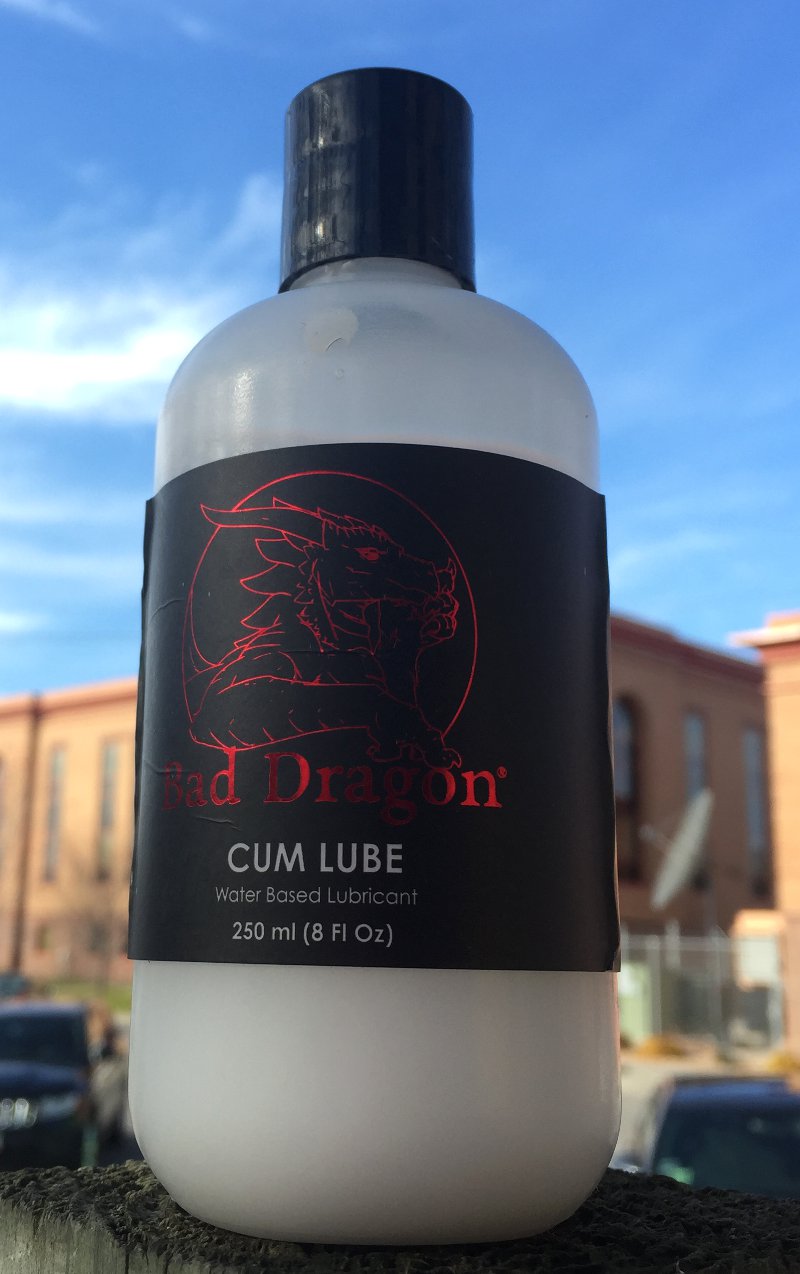 Bad Dragon®
CUM LUBE
Water Based Lubricant
250 ml (8 Fl Oz)